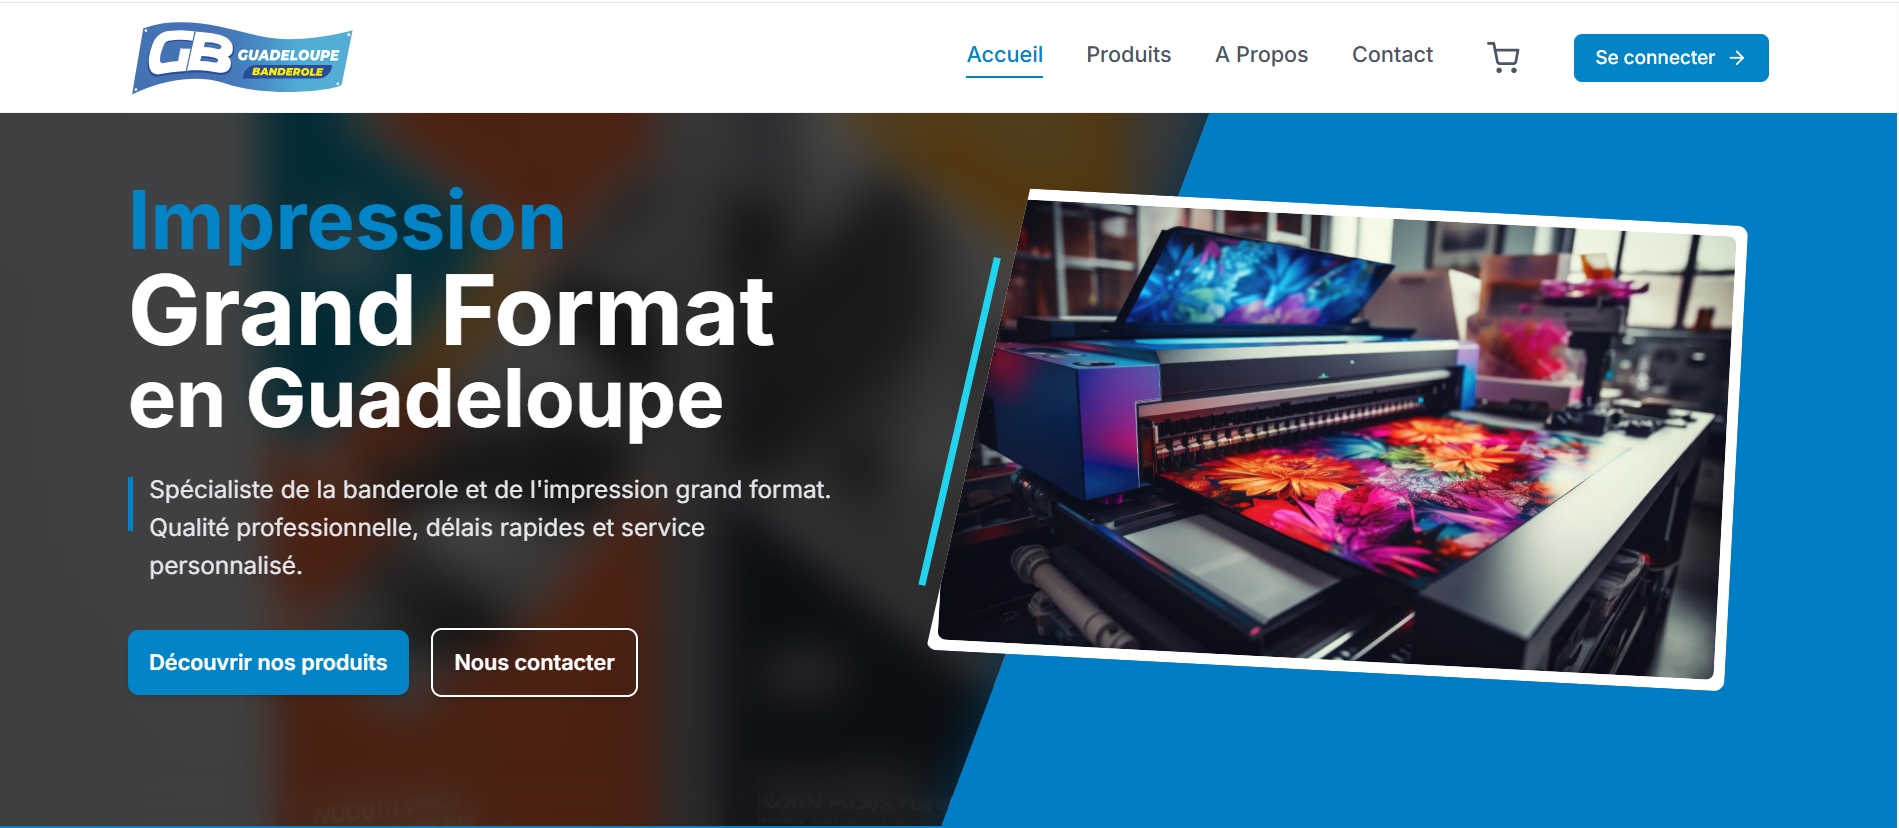 GB GUADELOUPE
BANDEROLE
Accueil Produits A Propos Contact Se connecter
Impression
Grand Format
en Guadeloupe
Spécialiste de la banderole et de l'impression grand format.
Qualité professionnelle, délais rapides et service
personnalisé.
Découvrir nos produits Nous contacter